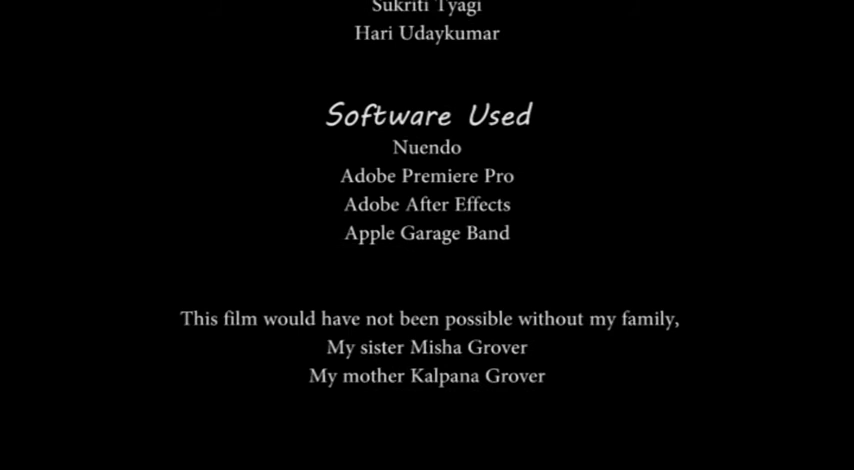 Sukriti Tyagi
Hari Udaykumar
Software Used
Nuendo
Adobe Premiere Pro
Adobe After Effects
Apple Garage Band
This film would have not been possible without my family,
My sister Misha Grover
My mother Kalpana Grover